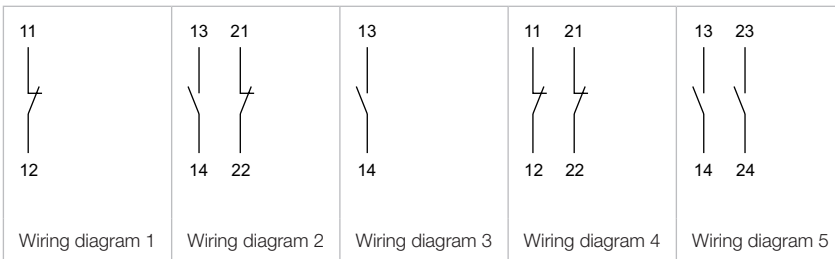 11
12
Wiring diagram 1
13 21
14 22
Wiring diagram 2
13
14
Wiring diagram 3
11 21
12 22
Wiring diagram 4
13 23
14 24
Wiring diagram 5